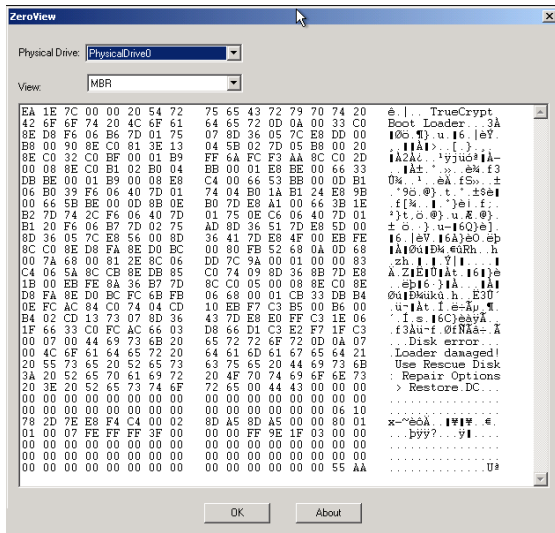 ZeroView
Physical Drive: PhysicalDrive0
View: MBR
EA 1E 7C 00 00 20 54 72 75 65 43 72 79 70 74 20 ê.|.. TrueCrypt
42 6F 6F 74 20 4C 6F 61 64 65 72 0D 0A 00 33 C0 Boot Loader...3À
8E D8 F6 06 B6 7D 01 75 07 8D 36 05 7C E8 DD 00
B8 00 90 8E C0 81 3E 13 04 5B 02 7D 05 B8 00 20
8E C0 32 C0 BF 00 01 B9 FF 6A FC F3 AA 8C C0 2D
00 08 8E C0 B1 02 B0 04 BB 00 01 E8 BE 00 66 33
DB BE 00 01 B9 00 08 E8 C4 00 66 53 BB 00 0D B1
06 B0 39 F6 06 40 7D 01 74 04 B0 1A B1 24 E8 9B
00 66 5B BE 00 0D 8B 0E B0 7D E8 A1 00 66 3B 1E
B2 7D 74 2C F6 06 40 7D 01 75 0E C6 06 40 7D 01
B1 20 F6 06 B7 7D 02 75 AD 8D 36 51 7D E8 5D 00
8D 36 05 7C E8 56 00 8D 36 41 7D E8 4F 00 EB FE
8C C0 8E D8 FA 8E D0 BC 00 80 FB 52 68 0A 0D 68
00 7A 68 00 81 2E 8C 06 DD 7C 9A 00 01 00 00 83
C4 06 5A 8C CB 8E DB 85 C0 74 09 8D 36 8B 7D E8
1B 00 EB FE 8A 36 B7 7D 8C C0 05 00 08 8E C0 8E
D8 FA 8E D0 BC FC 6B FB 06 68 00 01 CB 33 DB B4
0E FC AC 84 C0 74 04 CD 10 EB F7 C3 B5 00 B6 00
B4 02 CD 13 73 07 8D 36 43 7D E8 E0 FF C3 1E 06
1F 66 33 C0 FC AC 66 03 D8 66 D1 C3 E2 F7 1F C3
00 07 00 44 69 73 6B 20 65 72 72 6F 72 0D 0A 07 ...Disk error...
00 4C 6F 61 64 65 72 20 64 61 6D 61 67 65 64 21 .Loader damaged!
20 55 73 65 20 52 65 73 63 75 65 20 44 69 73 6B Use Rescue Disk
3A 20 52 65 70 61 69 72 20 4F 70 74 69 6F 6E 73 : Repair Options
20 3E 20 52 65 73 74 6F 72 65 00 44 43 00 00 00 > Restore.DC...
00 00 00 00 00 00 00 00 00 00 00 00 00 00 00 00 ................
00 00 00 00 00 00 00 00 00 00 00 00 00 00 06 10 ................
78 2D 7E E8 F4 C4 00 02 8D A5 8D A5 00 00 80 01
01 00 07 FE FF FF 3F 00 00 00 FF 9E 1F 03 00 00
00 00 00 00 00 00 00 00 00 00 00 00 00 00 00 00 ................
00 00 00 00 00 00 00 00 00 00 00 00 00 00 00 00 ................
00 00 00 00 00 00 00 00 00 00 00 00 00 00 55 AA ..............Uª
OK About